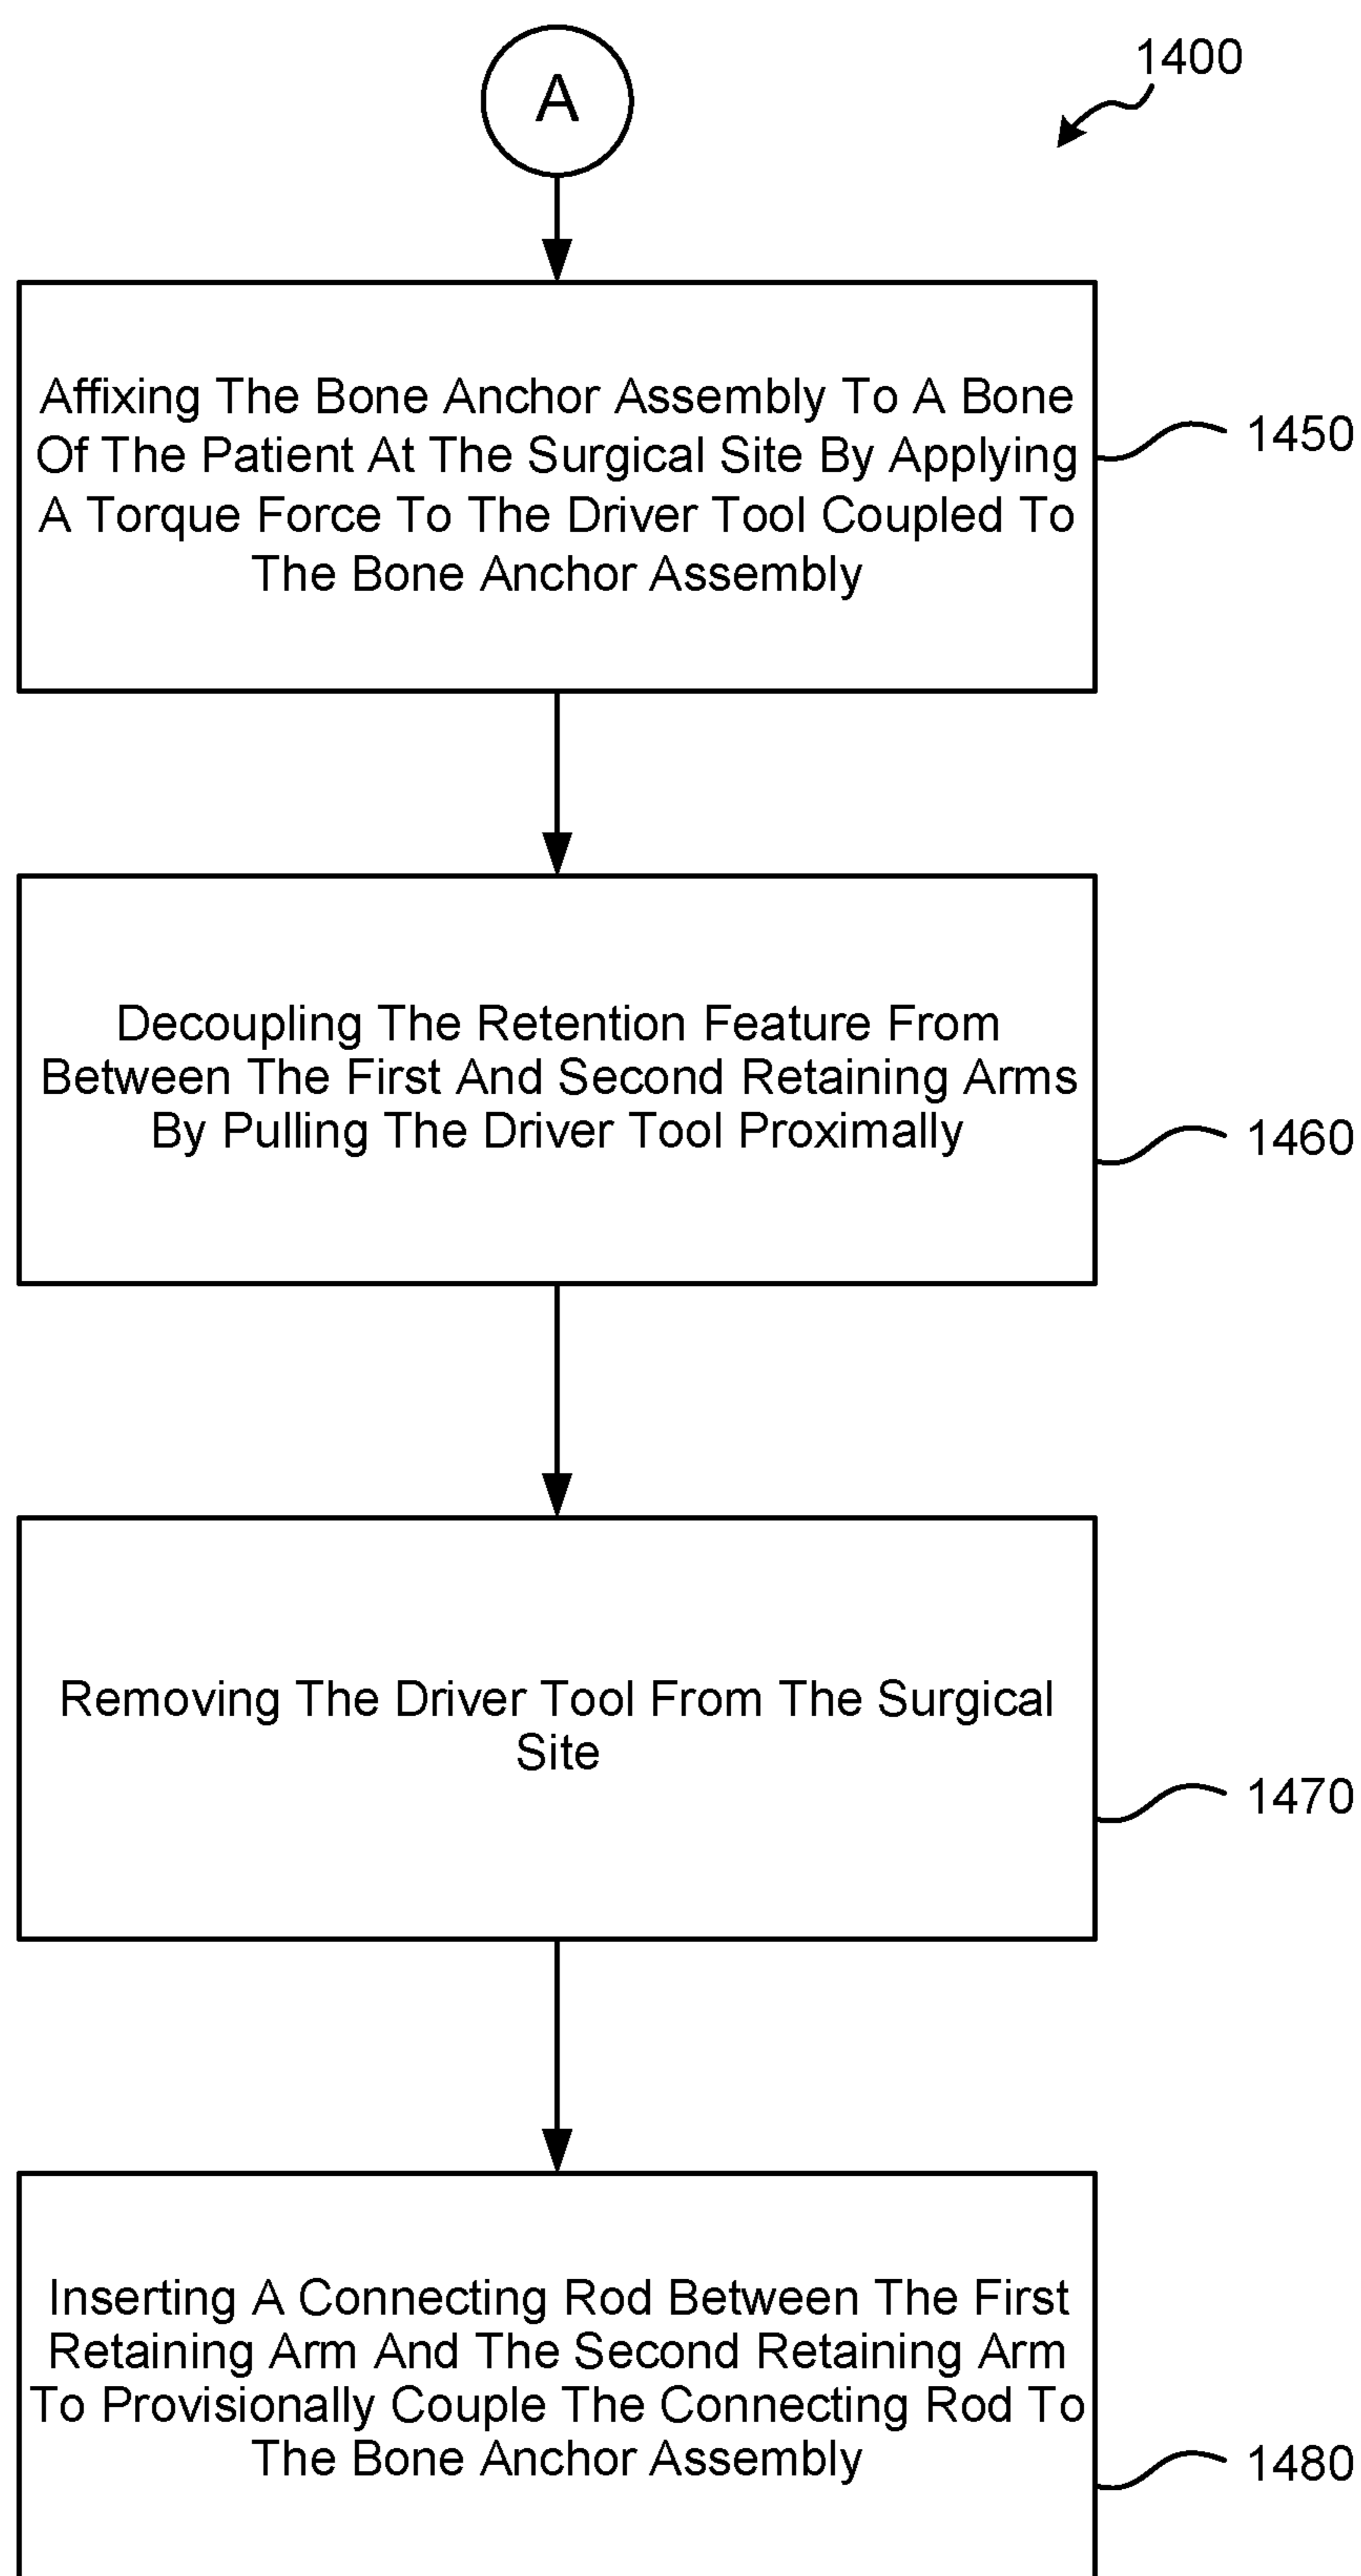 A
1400
Affixing The Bone Anchor Assembly To A Bone
Of The Patient At The Surgical Site By Applying
A Torque Force To The Driver Tool Coupled To
The Bone Anchor Assembly
1450
Decoupling The Retention Feature From
Between The First And Second Retaining Arms
By Pulling The Driver Tool Proximally
1460
Removing The Driver Tool From The Surgical
Site
1470
Inserting A Connecting Rod Between The First
Retaining Arm And The Second Retaining Arm
To Provisionally Couple The Connecting Rod To
The Bone Anchor Assembly
1480